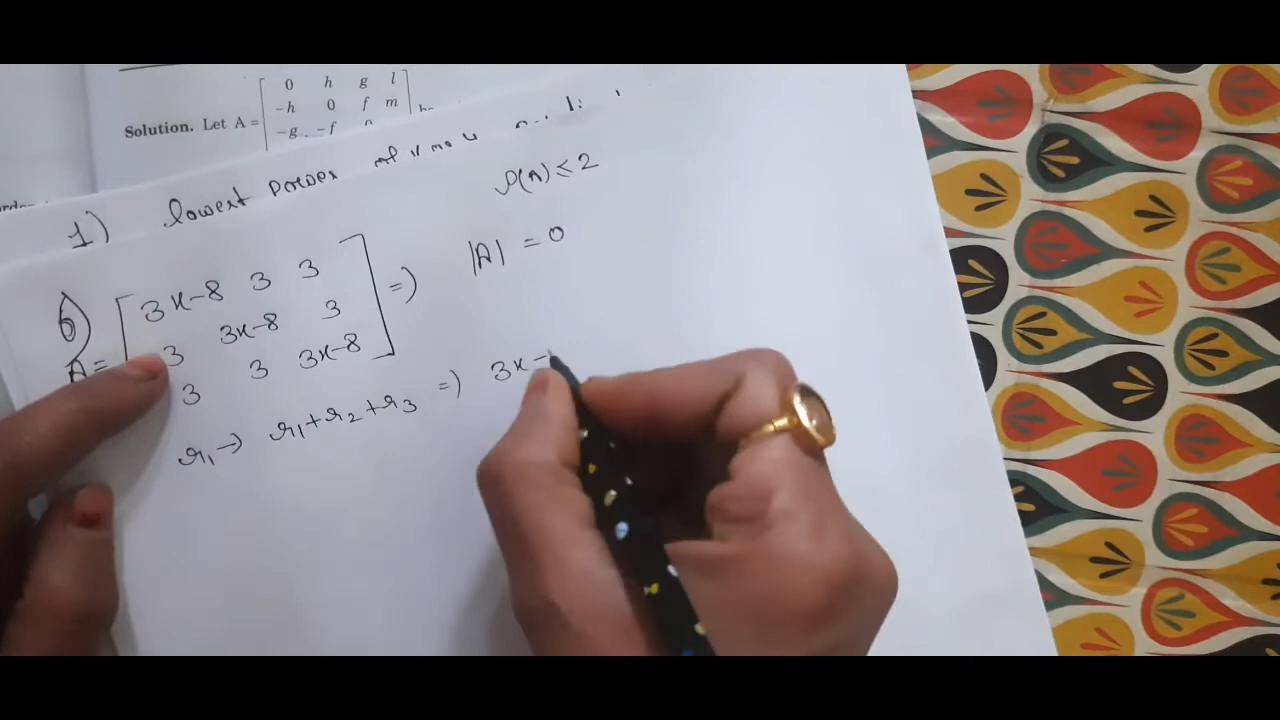 0 h g l
Solution. Let A = -h 0 f m
-g -f
1) lowest
ρ(A) ≤ 2
6) A = [ 3x-8 3 3
3 3x-8 3
3 3 3x-8 ] =) |A| = 0
r₁ → r₁+r₂+r₃ =) 3x-